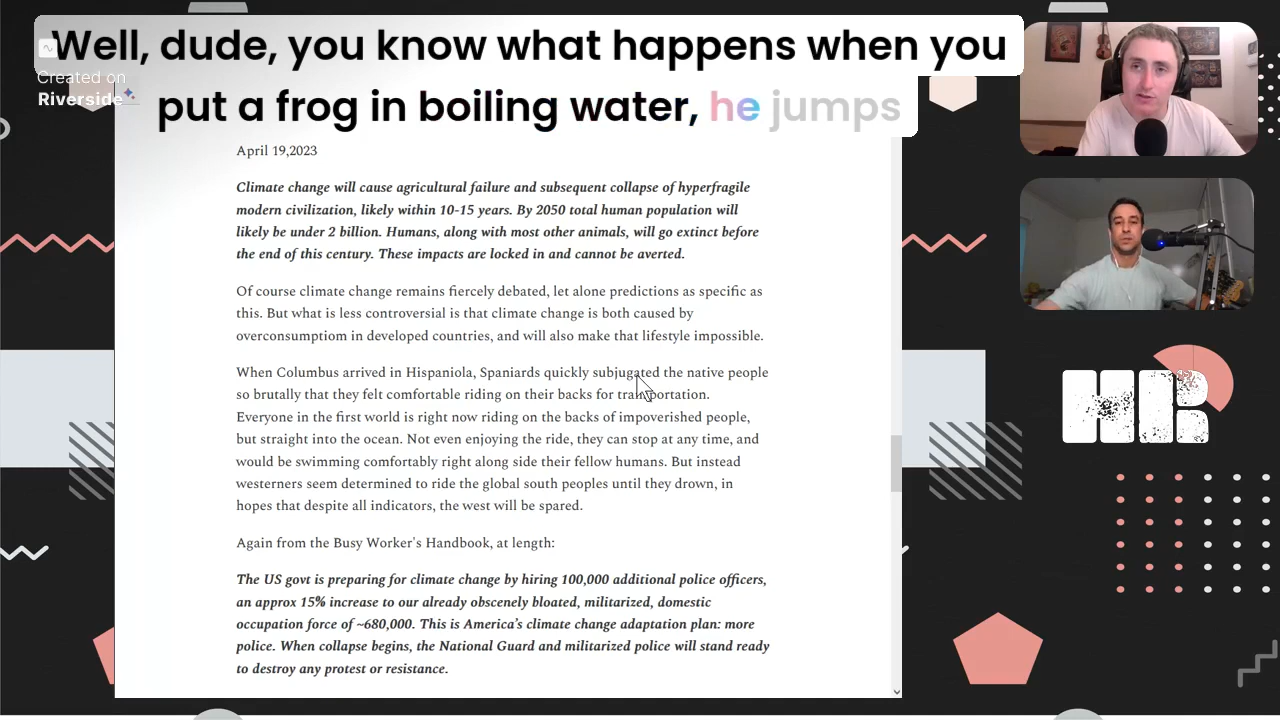 Well, dude, you know what happens when you
put a frog in boiling water, he jumps
Created on
Riverside
April 19,2023
Climate change will cause agricultural failure and subsequent collapse of hyperfragile
modern civilization, likely within 10-15 years. By 2050 total human population will
likely be under 2 billion. Humans, along with most other animals, will go extinct before
the end of this century. These impacts are locked in and cannot be averted.
Of course climate change remains fiercely debated, let alone predictions as specific as
this. But what is less controversial is that climate change is both caused by
overconsumptiom in developed countries, and will also make that lifestyle impossible.
When Columbus arrived in Hispaniola, Spaniards quickly subjugated the native people
so brutally that they felt comfortable riding on their backs for transportation.
Everyone in the first world is right now riding on the backs of impoverished people,
but straight into the ocean. Not even enjoying the ride, they can stop at any time, and
would be swimming comfortably right along side their fellow humans. But instead
westerners seem determined to ride the global south peoples until they drown, in
hopes that despite all indicators, the west will be spared.
Again from the Busy Worker's Handbook, at length:
The US govt is preparing for climate change by hiring 100,000 additional police officers,
an approx 15% increase to our already obscenely bloated, militarized, domestic
occupation force of ~680,000. This is America's climate change adaptation plan: more
police. When collapse begins, the National Guard and militarized police will stand ready
to destroy any protest or resistance.
HR